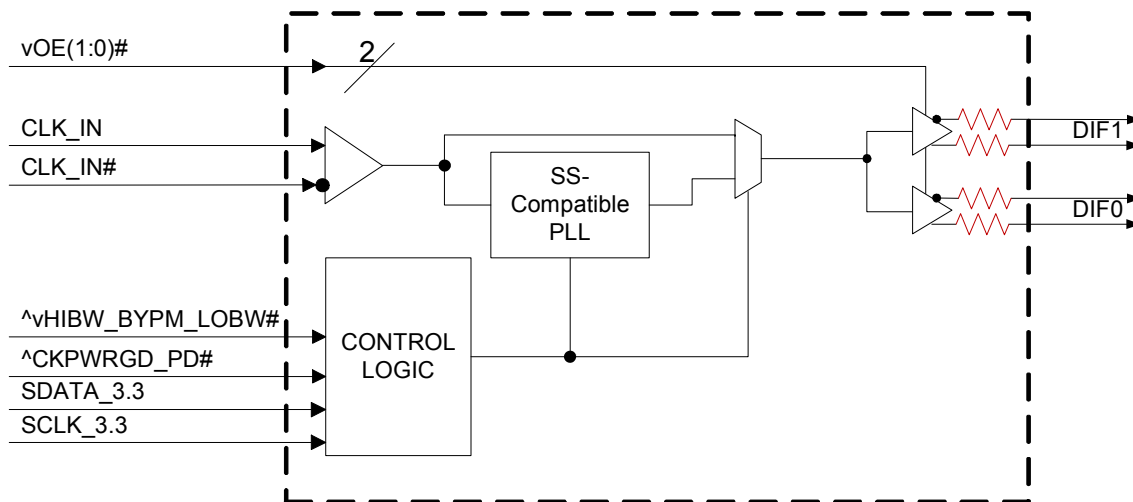 vOE(1:0)#
2
CLK_IN
CLK_IN#
DIF1
SS-
Compatible
PLL
DIF0
^vHIBW_BYPM_LOBW#
^CKPWRGD_PD#
SDATA_3.3
SCLK_3.3
CONTROL
LOGIC